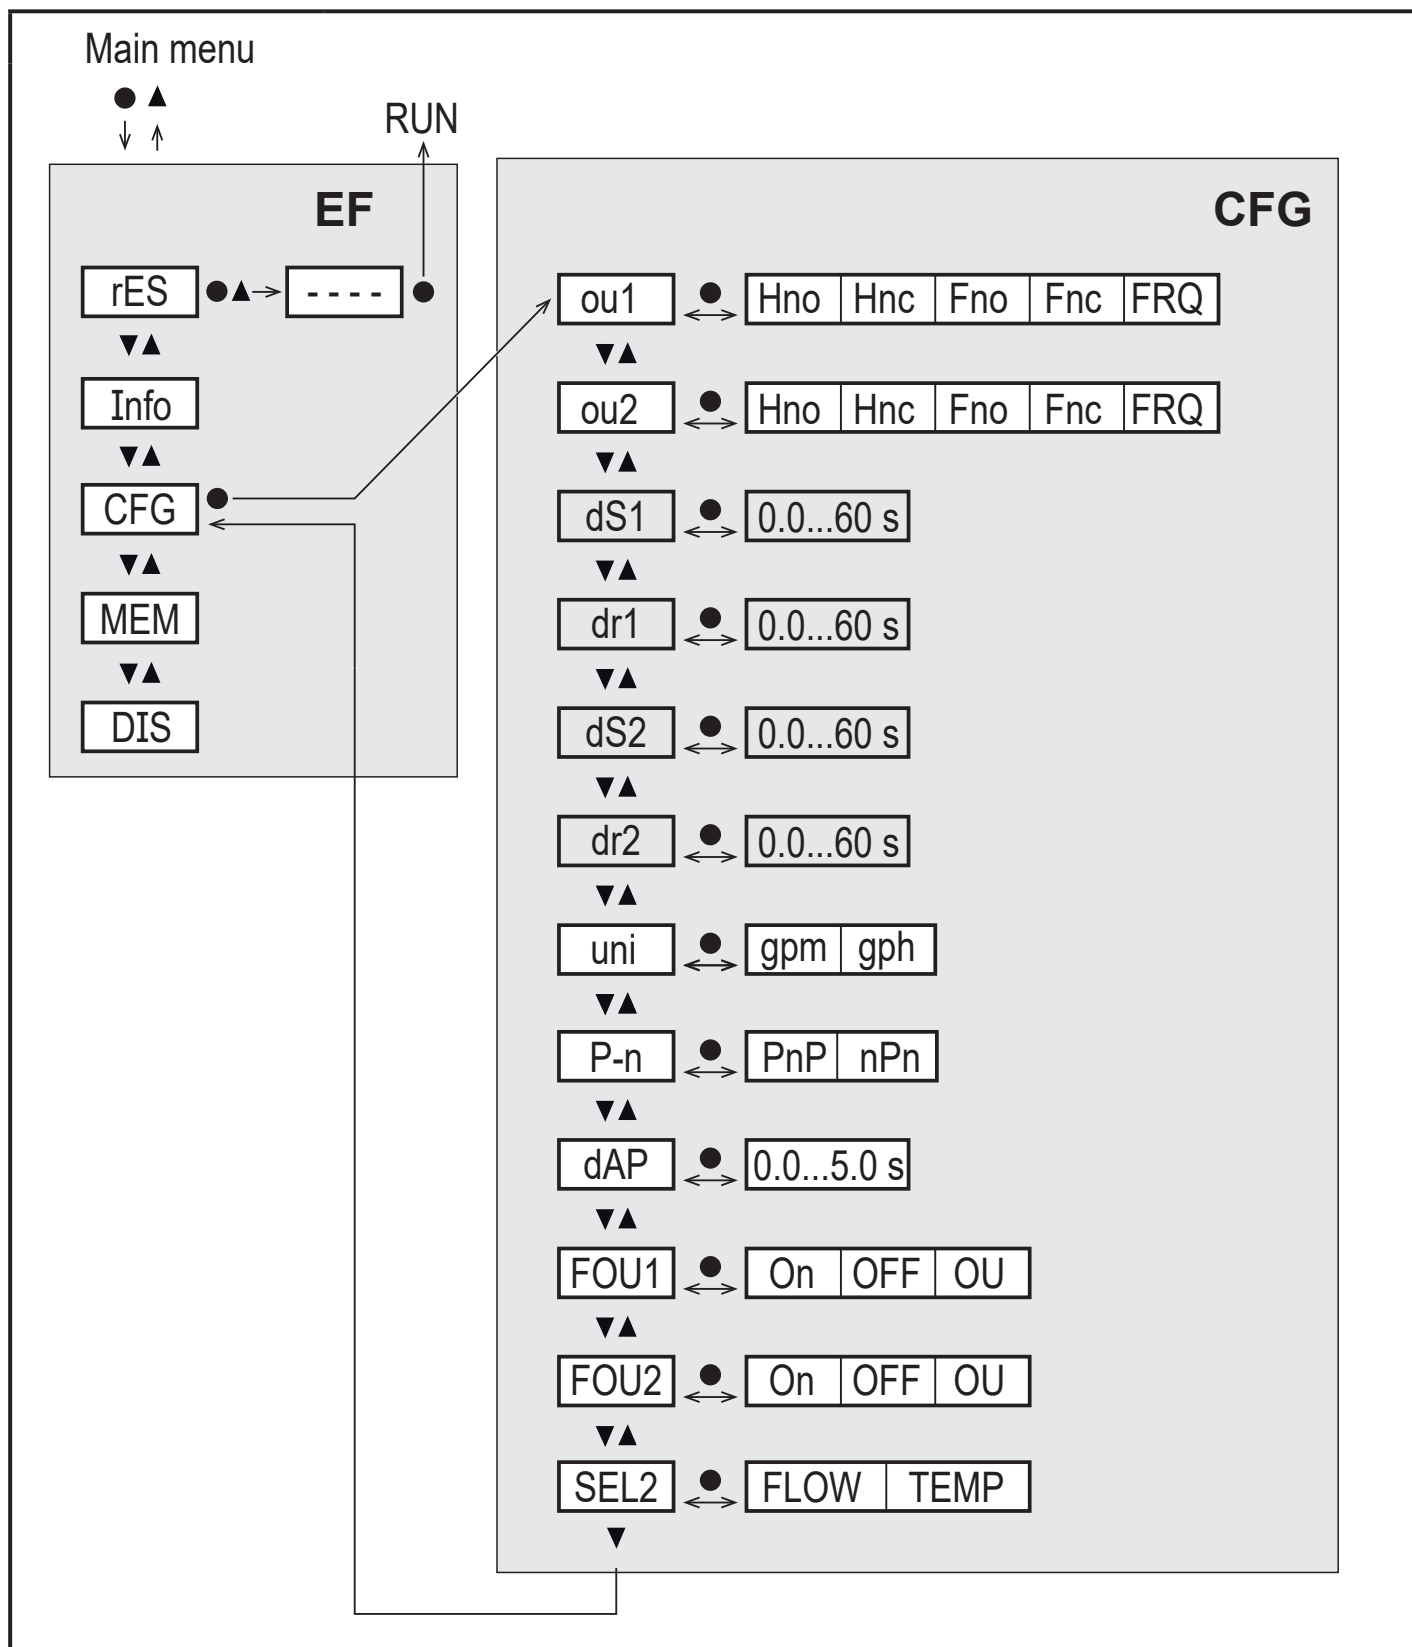 Main menu
RUN
EF
rES
- - - -
Info
CFG
MEM
DIS
CFG
ou1 Hno Hnc Fno Fnc FRQ
ou2 Hno Hnc Fno Fnc FRQ
dS1 0.0...60 s
dr1 0.0...60 s
dS2 0.0...60 s
dr2 0.0...60 s
uni gpm gph
P-n PnP nPn
dAP 0.0...5.0 s
FOU1 On OFF OU
FOU2 On OFF OU
SEL2 FLOW TEMP